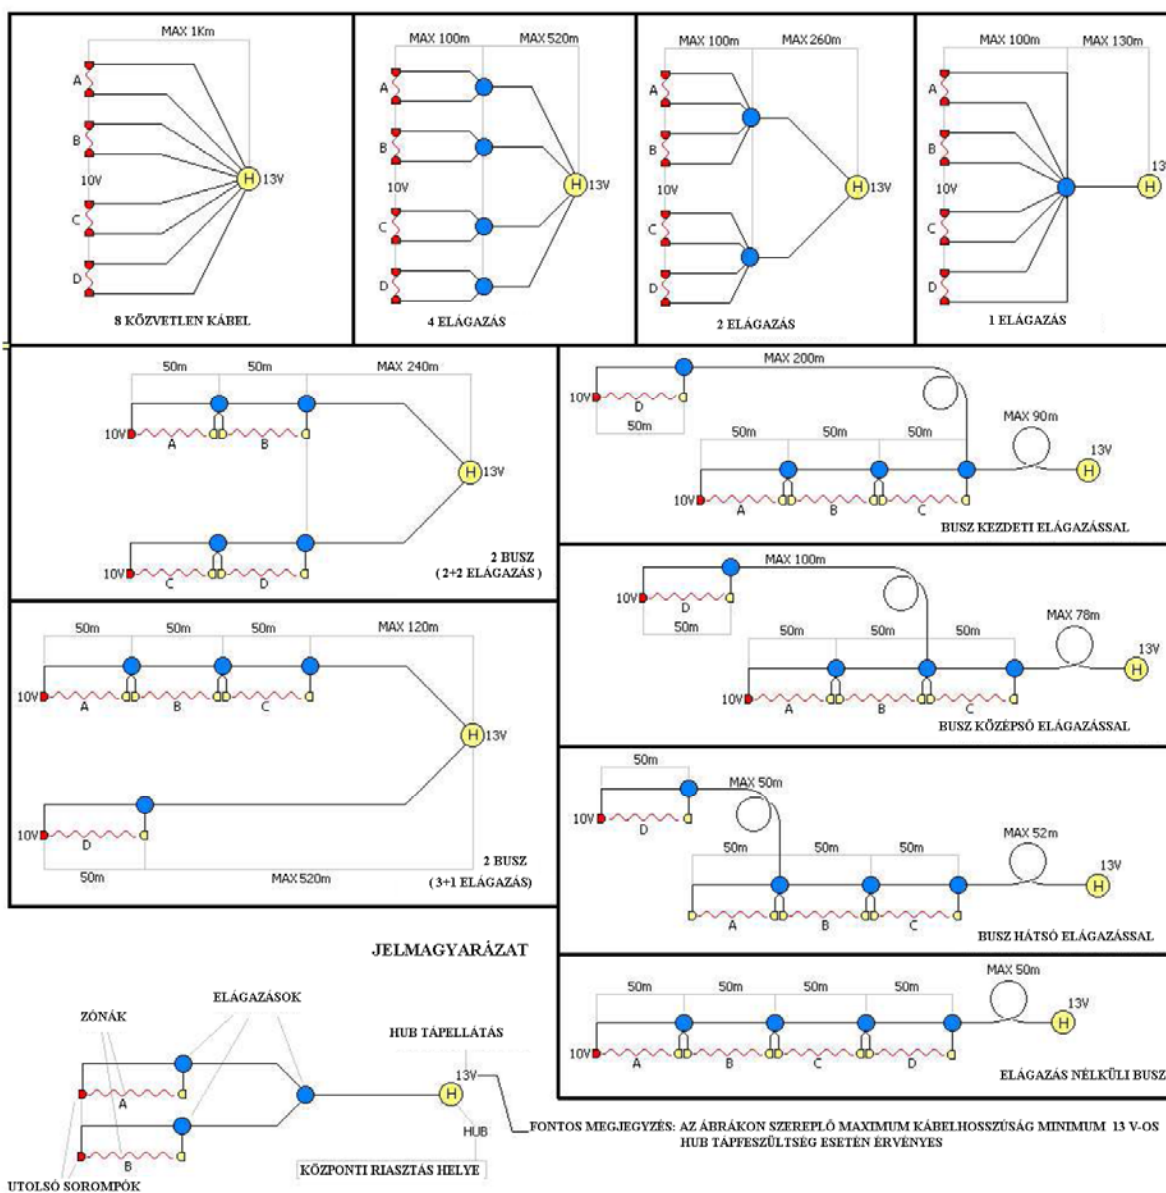 MAX 1Km
A
B
10V
C
D
H 13V
8 KÖZVETLEN KÁBEL
MAX 100m MAX 520m
A
B
10V
C
D
H 13V
4 ELÁGAZÁS
MAX 100m MAX 260m
A
B
10V
C
D
H 13V
2 ELÁGAZÁS
MAX 100m MAX 130m
A
B
10V
C
D
13V
H
1 ELÁGAZÁS
50m 50m MAX 240m
10V A B
H 13V
10V C D
2 BUSZ
( 2+2 ELÁGAZÁS )
50m 50m 50m MAX 120m
10V A B C
H 13V
10V D
50m MAX 520m
2 BUSZ
( 3+1 ELÁGAZÁS)
MAX 200m
10V D
50m
50m 50m 50m MAX 90m
13V
H
10V A B C
BUSZ KEZDETI ELÁGAZÁSSAL
MAX 100m
10V D
50m
50m 50m 50m MAX 78m
13V
H
10V A B C
BUSZ KÖZÉPSŐ ELÁGAZÁSSAL
50m
MAX 50m
10V D
50m 50m 50m MAX 52m
13V
H
A B C
BUSZ HÁTSÓ ELÁGAZÁSSAL
50m 50m 50m 50m MAX 50m
13V
H
10V A B C D
ELÁGAZÁS NÉLKÜLI BUSZ
JELMAGYARÁZAT
ELÁGAZÁSOK
ZÓNÁK
HUB TÁPELLÁTÁS
13V
A
H
HUB
B
KÖZPONTI RIASZTÁS HELYE
UTOLSÓ SOROMPÓK
FONTOS MEGJEGYZÉS: AZ ÁBRÁKON SZEREPLŐ MAXIMUM KÁBELHOSSZÚSÁG MINIMUM 13 V-OS
HUB TÁPFESZÜLTSÉG ESETÉN ÉRVÉNYES